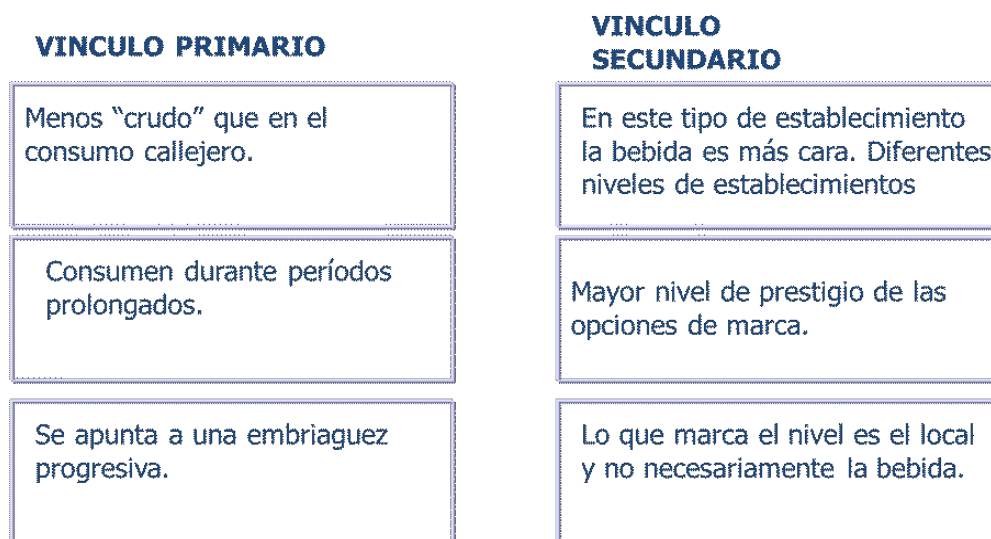 VINCULO PRIMARIO
Menos “crudo” que en el
consumo callejero.
Consumen durante períodos
prolongados.
Se apunta a una embriaguez
progresiva.
VINCULO
SECUNDARIO
En este tipo de establecimiento
la bebida es más cara. Diferentes
niveles de establecimientos
Mayor nivel de prestigio de las
opciones de marca.
Lo que marca el nivel es el local
y no necesariamente la bebida.